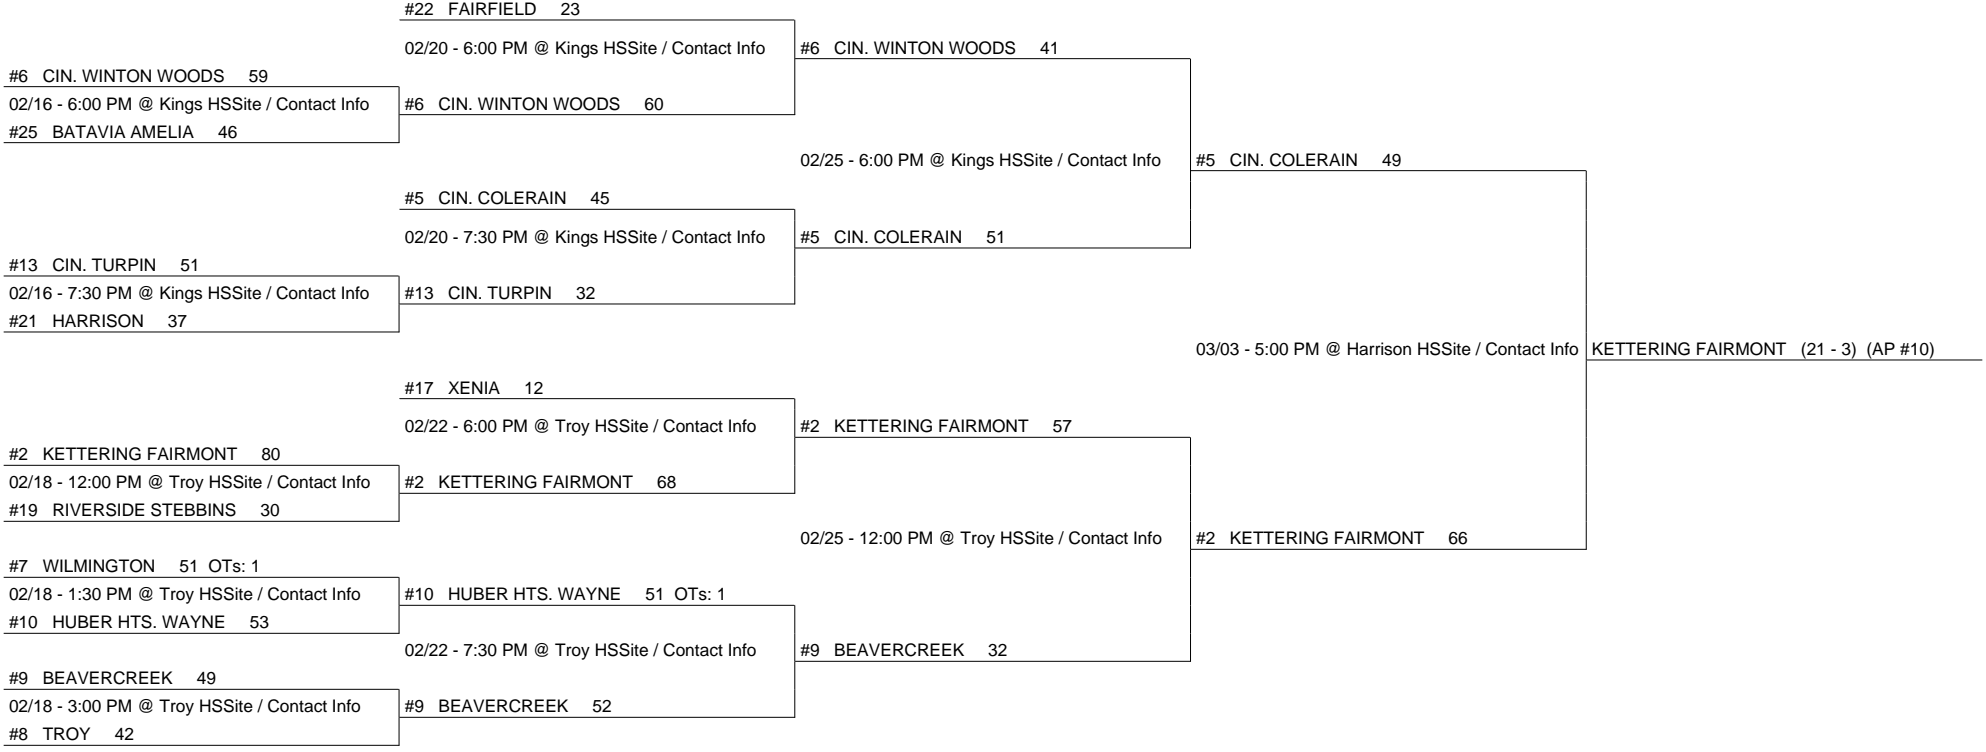 #22 FAIRFIELD 23
02/20 - 6:00 PM @ Kings HSSite / Contact Info
#6 CIN. WINTON WOODS 41
#6 CIN. WINTON WOODS 59
02/16 - 6:00 PM @ Kings HSSite / Contact Info
#6 CIN. WINTON WOODS 60
#25 BATAVIA AMELIA 46
02/25 - 6:00 PM @ Kings HSSite / Contact Info
#5 CIN. COLERAIN 49
#5 CIN. COLERAIN 45
02/20 - 7:30 PM @ Kings HSSite / Contact Info
#5 CIN. COLERAIN 51
#13 CIN. TURPIN 51
02/16 - 7:30 PM @ Kings HSSite / Contact Info
#13 CIN. TURPIN 32
#21 HARRISON 37
03/03 - 5:00 PM @ Harrison HSSite / Contact Info
KETTERING FAIRMONT (21 - 3) (AP #10)
#17 XENIA 12
02/22 - 6:00 PM @ Troy HSSite / Contact Info
#2 KETTERING FAIRMONT 57
#2 KETTERING FAIRMONT 80
02/18 - 12:00 PM @ Troy HSSite / Contact Info
#2 KETTERING FAIRMONT 68
#19 RIVERSIDE STEBBINS 30
02/25 - 12:00 PM @ Troy HSSite / Contact Info
#2 KETTERING FAIRMONT 66
#7 WILMINGTON 51 OTs: 1
02/18 - 1:30 PM @ Troy HSSite / Contact Info
#10 HUBER HTS. WAYNE 51 OTs: 1
#10 HUBER HTS. WAYNE 53
02/22 - 7:30 PM @ Troy HSSite / Contact Info
#9 BEAVERCREEK 32
#9 BEAVERCREEK 49
02/18 - 3:00 PM @ Troy HSSite / Contact Info
#9 BEAVERCREEK 52
#8 TROY 42